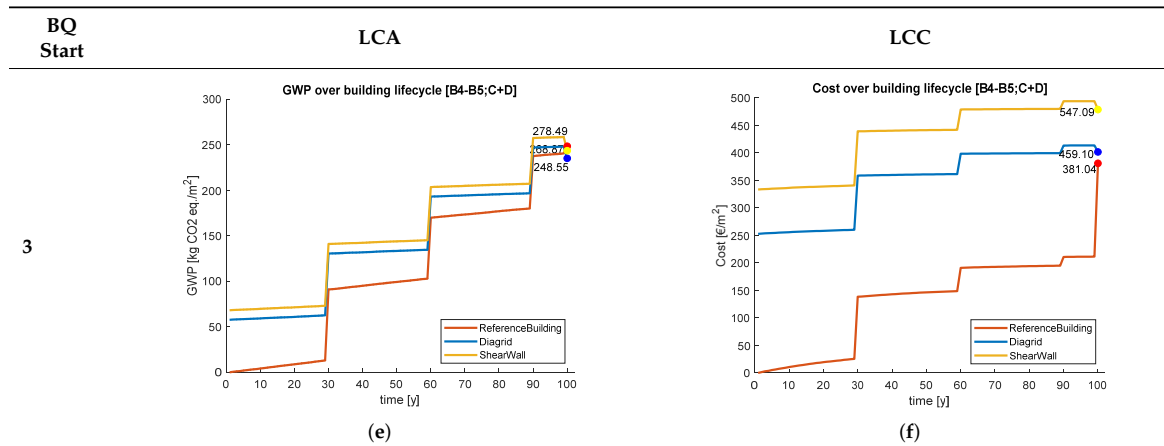 BQ
Start
LCA
LCC
3
GWP over building lifecycle [B4-B5;C+D]
GWP [kg CO2 eq./m²]
300
250
200
150
100
50
0
278.49
268.87
248.55
ReferenceBuilding
Diagrid
ShearWall
0 10 20 30 40 50 60 70 80 90 100
time [y]
(e)
Cost over building lifecycle [B4-B5;C+D]
Cost [€/m²]
500
450
400
350
300
250
200
150
100
50
0
547.09
459.10
381.04
ReferenceBuilding
Diagrid
ShearWall
0 10 20 30 40 50 60 70 80 90 100
time [y]
(f)